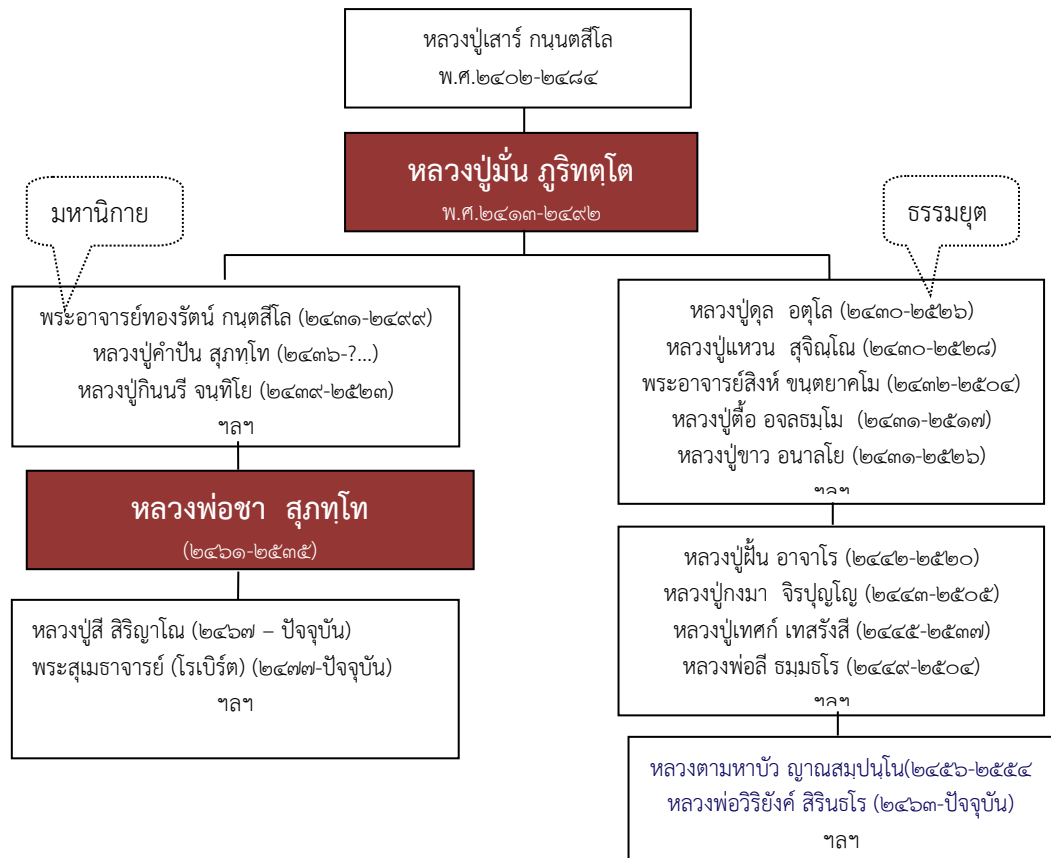 หลวงปู่เสาร์ กนฺนตสีโล
พ.ศ.๒๔๐๒-๒๔๘๔
หลวงปู่มั่น ภูริทตฺโต
พ.ศ.๒๔๑๓-๒๔๙๒
มหานิกาย
ธรรมยุต
พระอาจารย์ทองรัตน์ กนฺตสีโล (๒๔๓๑-๒๔๙๙)
หลวงปู่คำปัน สุภทฺโท (๒๔๓๖-?...)
หลวงปู่กินนรี จนฺทิโย (๒๔๓๙-๒๕๒๓)
ฯลฯ
หลวงพ่อชา สุภทฺโท
(๒๔๖๑-๒๕๓๕)
หลวงปู่สี สิริญาโณ (๒๔๖๗ – ปัจจุบัน)
พระสุเมธาจารย์ (โรเบิร์ต) (๒๔๗๗-ปัจจุบัน)
ฯลฯ
หลวงปู่ดุล อตุโล (๒๔๓๐-๒๕๒๖)
หลวงปู่แหวน สุจิณฺโณ (๒๔๓๐-๒๕๒๘)
พระอาจารย์สิงห์ ขนฺตยาคโม (๒๔๓๒-๒๕๐๔)
หลวงปู่ตื้อ อจลธมฺโม (๒๔๓๑-๒๕๑๗)
หลวงปู่ขาว อนาลโย (๒๔๓๑-๒๕๒๖)
ฯลฯ
หลวงปู่ฝั้น อาจาโร (๒๔๔๒-๒๕๒๐)
หลวงปู่กงมา จิรปุญฺโญ (๒๔๔๓-๒๕๐๕)
หลวงปู่เทศก์ เทสรังสี (๒๔๔๕-๒๕๓๗)
หลวงพ่อลี ธมฺมธโร (๒๔๔๙-๒๕๐๔)
ฯลฯ
หลวงตามหาบัว ญาณสมฺปนฺโน(๒๔๕๖-๒๕๕๔
หลวงพ่อวิริยังค์ สิรินธโร (๒๔๖๓-ปัจจุบัน)
ฯลฯ